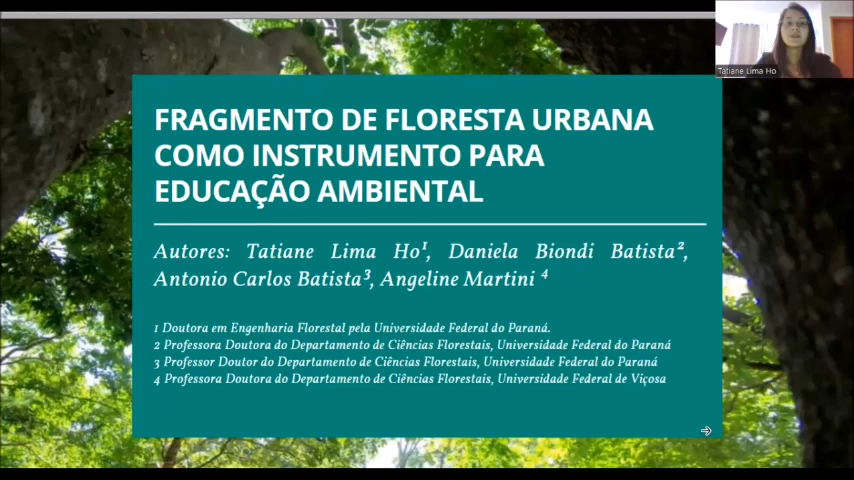 Tatiane Lima Ho
FRAGMENTO DE FLORESTA URBANA
COMO INSTRUMENTO PARA
EDUCAÇÃO AMBIENTAL
Autores: Tatiane Lima Ho¹, Daniela Biondi Batista²,
Antonio Carlos Batista³, Angeline Martini ⁴
1 Doutora em Engenharia Florestal pela Universidade Federal do Paraná.
2 Professora Doutora do Departamento de Ciências Florestais, Universidade Federal do Paraná
3 Professor Doutor do Departamento de Ciências Florestais, Universidade Federal do Paraná
4 Professora Doutora do Departamento de Ciências Florestais, Universidade Federal de Viçosa